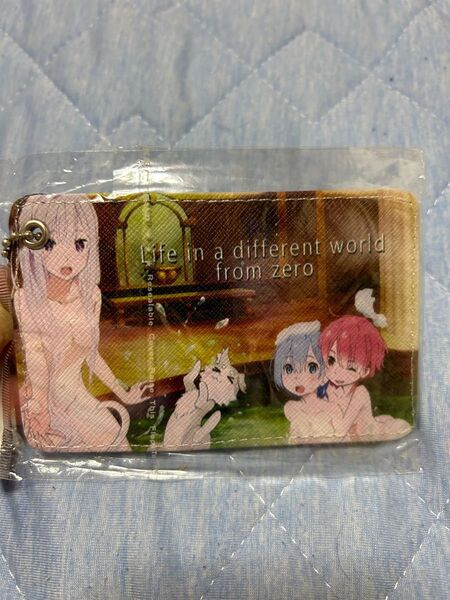 Life in a different world
from zero